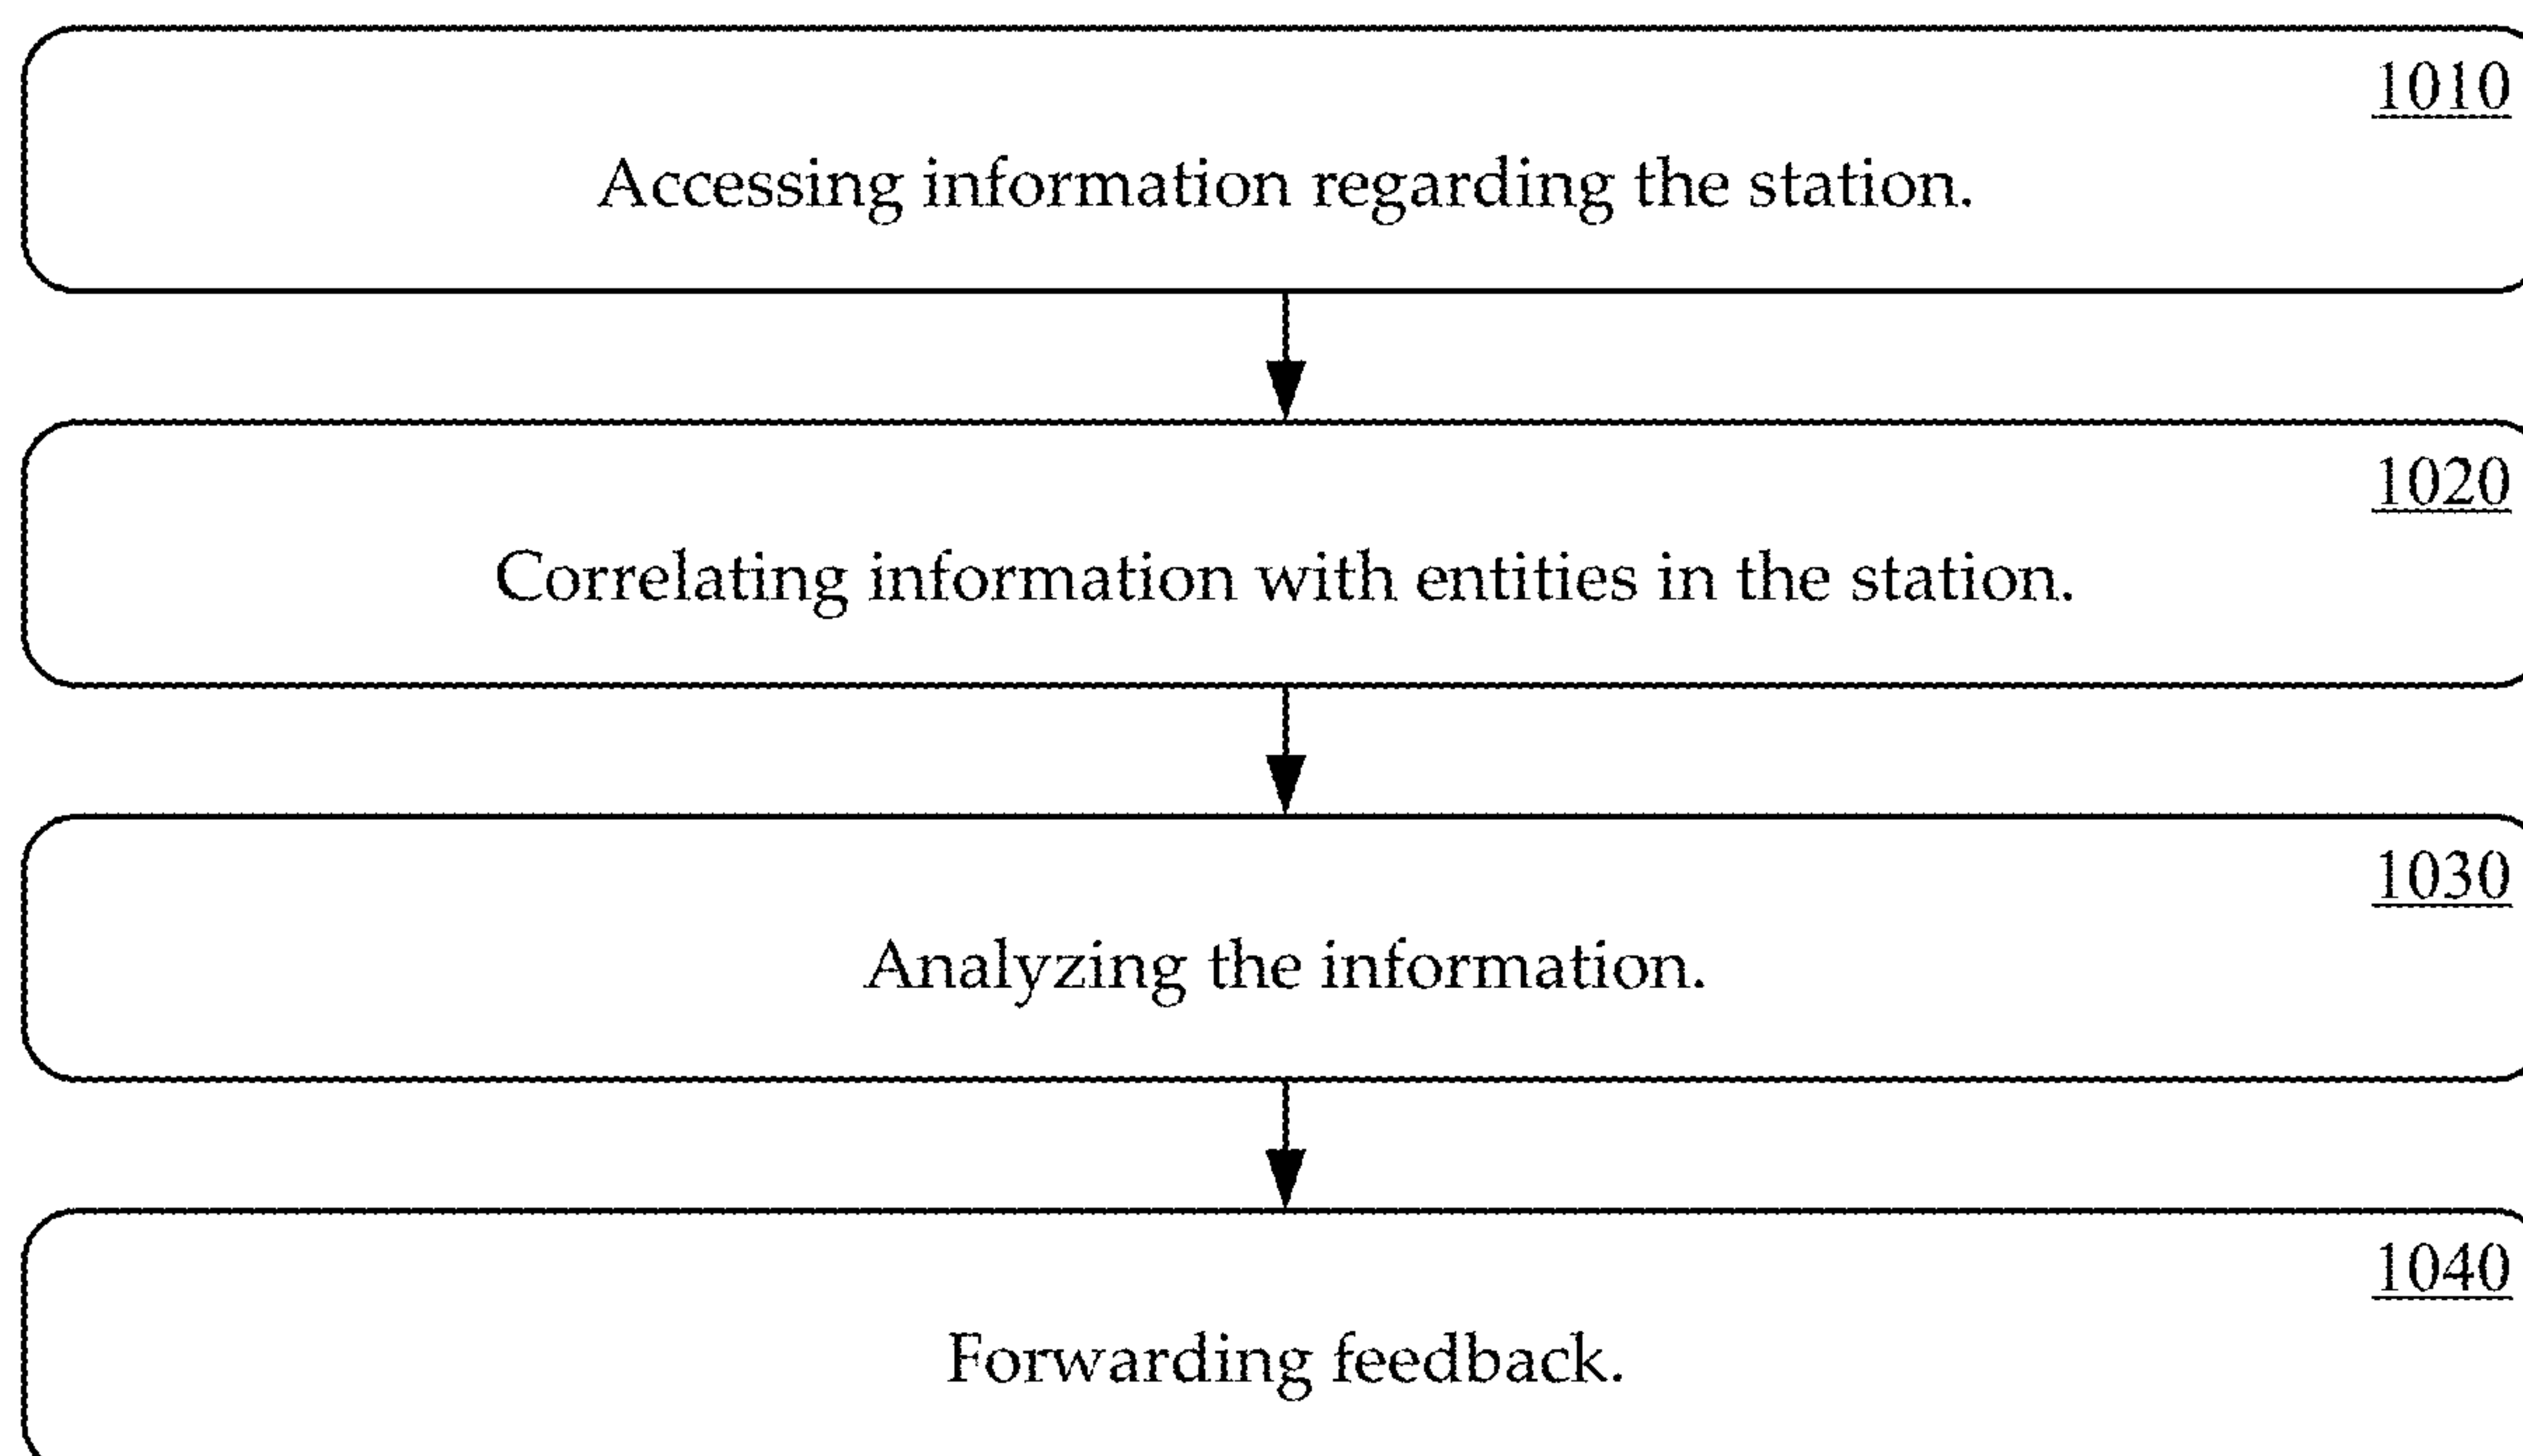 1010
Accessing information regarding the station.
1020
Correlating information with entities in the station.
1030
Analyzing the information.
1040
Forwarding feedback.